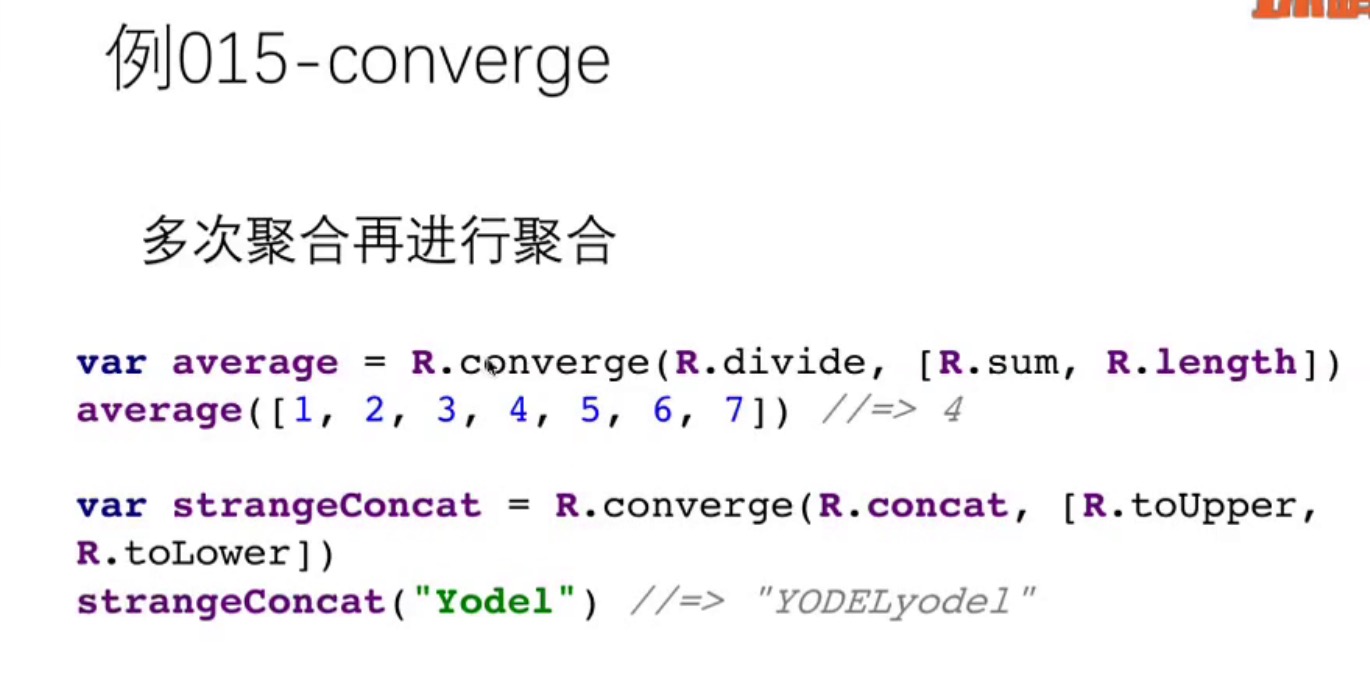 例015-converge
多次聚合再进行聚合
var average = R.converge(R.divide, [R.sum, R.length])
average([1, 2, 3, 4, 5, 6, 7]) //=> 4
var strangeConcat = R.converge(R.concat, [R.toUpper,
R.toLower])
strangeConcat("Yodel") //=> "YODELyodel"